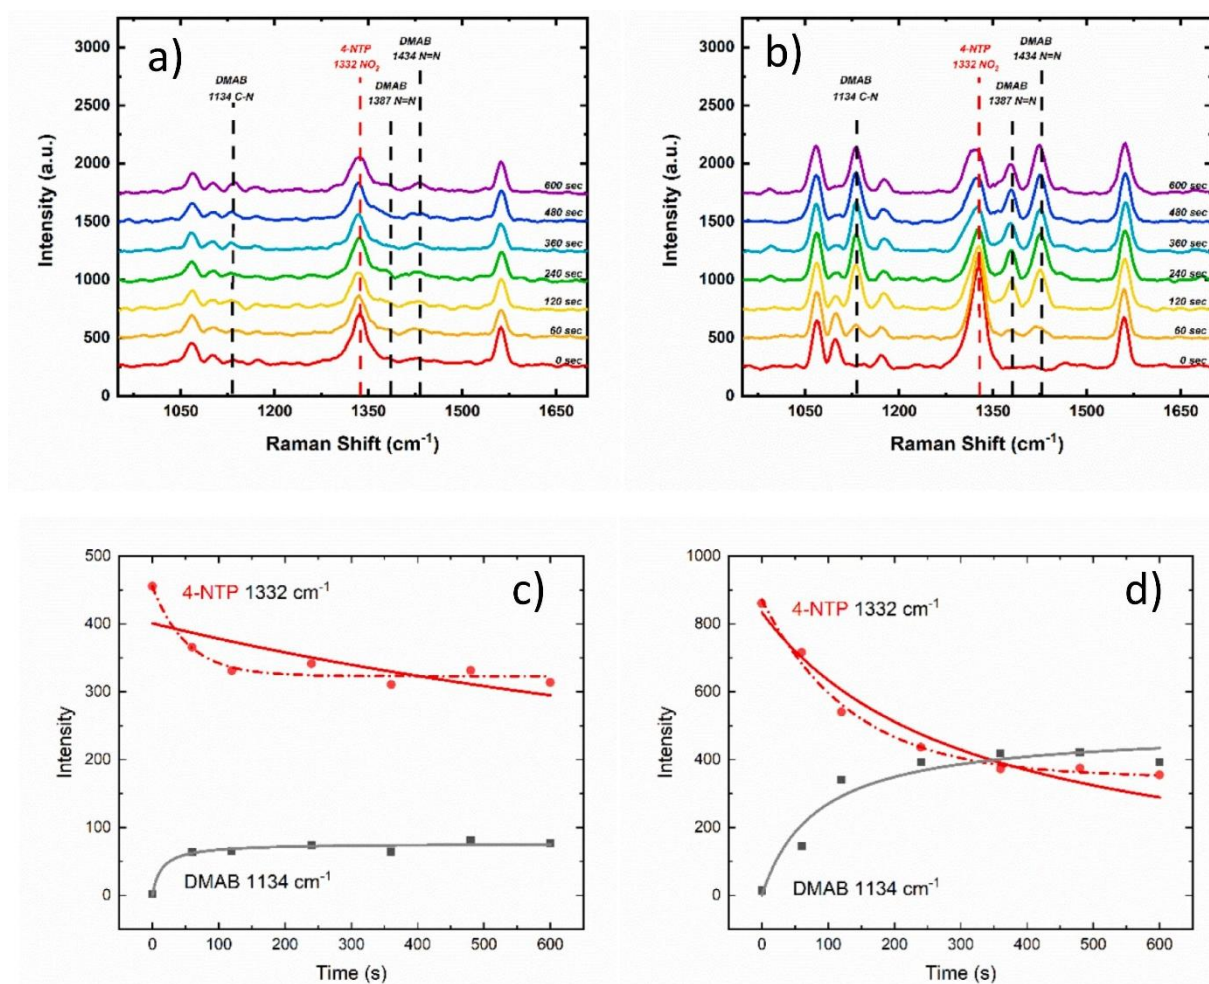 a)
DMAB
1434 N=N
4-NTP
1332 NO2
DMAB
1134 C-N
DMAB
1387 N=N
3000
2500
2000
1500
1000
500
0
Intensity (a.u.)
600 sec
480 sec
360 sec
240 sec
120 sec
60 sec
0 sec
1050
1200
1350
1500
1650
Raman Shift (cm-1)
b)
DMAB
1434 N=N
4-NTP
1332 NO2
DMAB
1134 C-N
DMAB
1387 N=N
3000
2500
2000
1500
1000
500
0
Intensity (a.u.)
600 sec
480 sec
360 sec
240 sec
120 sec
60 sec
0 sec
1050
1200
1350
1500
1650
Raman Shift (cm-1)
c)
4-NTP 1332 cm-1
DMAB 1134 cm-1
500
400
300
200
100
0
Intensity
0
100
200
300
400
500
600
Time (s)
d)
4-NTP 1332 cm-1
DMAB 1134 cm-1
1000
800
600
400
200
0
Intensity
0
100
200
300
400
500
600
Time (s)